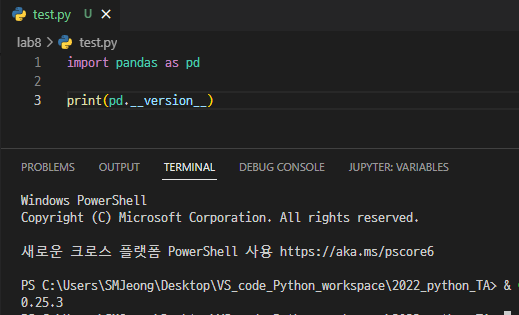 test.py U
lab8 > test.py
1 import pandas as pd
2
3 print(pd.__version__)
PROBLEMS OUTPUT TERMINAL DEBUG CONSOLE JUPYTER: VARIABLES
Windows PowerShell
Copyright (C) Microsoft Corporation. All rights reserved.
새로운 크로스 플랫폼 PowerShell 사용 https://aka.ms/pscore6
PS C:\Users\SMJeong\Desktop\VS_code_Python_workspace\2022_python_TA> &
0.25.3